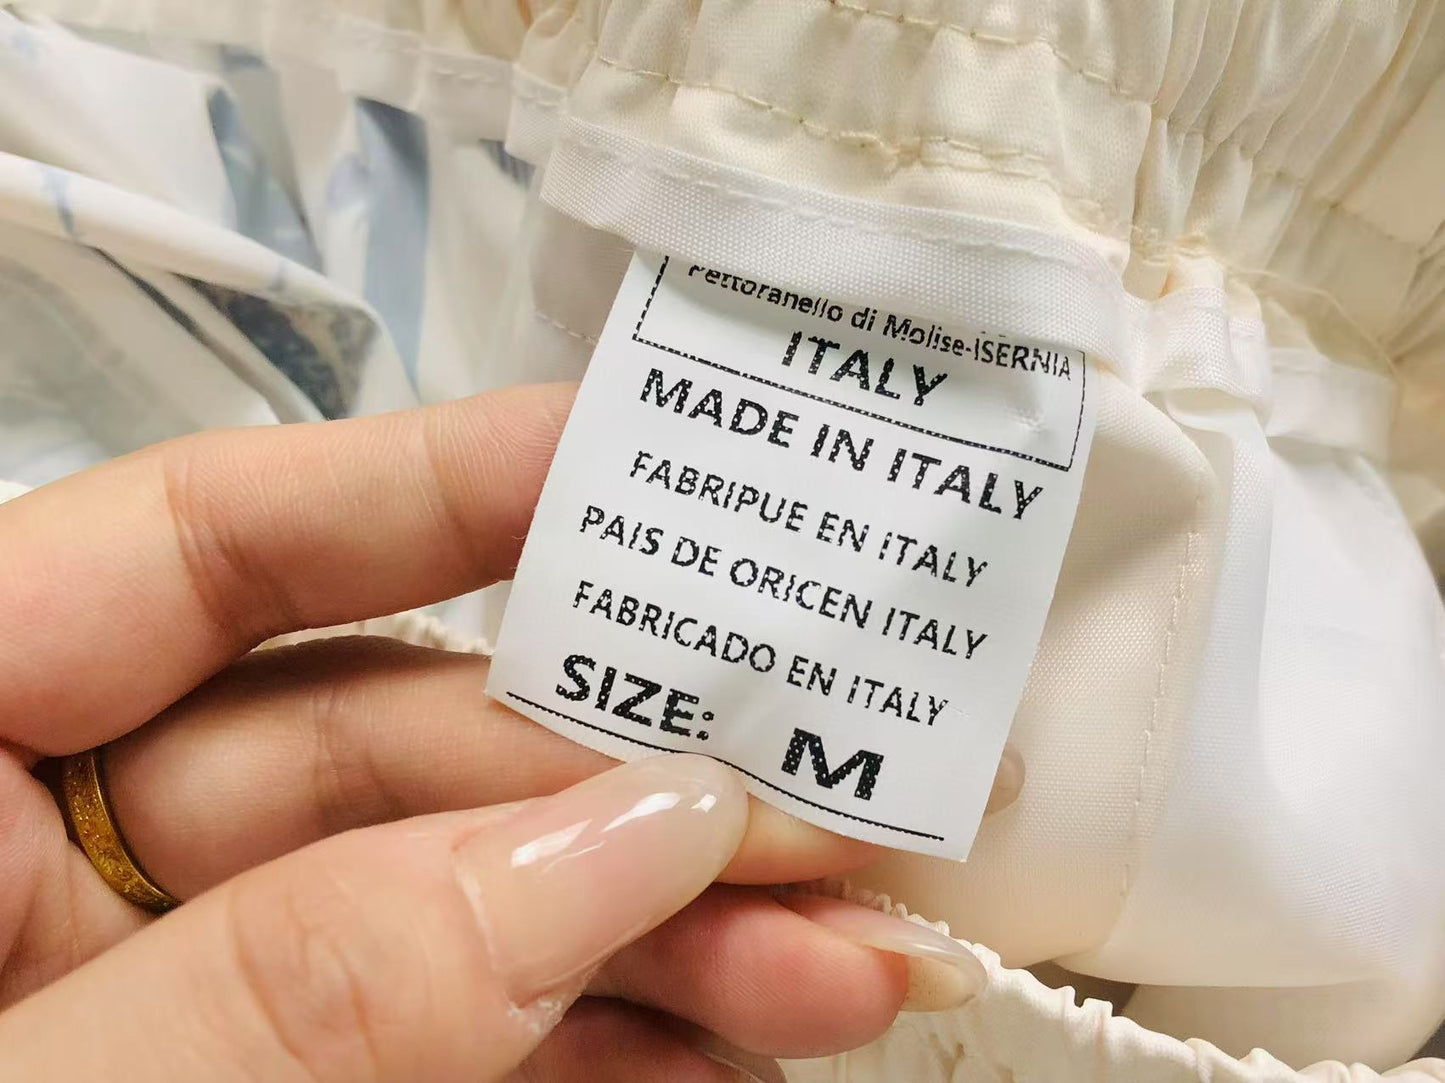 Pettoranello di Molise-ISERNIA
ITALY
MADE IN ITALY
FABRIPUE EN ITALY
PAIS DE ORICEN ITALY
FABRICADO EN ITALY
SIZE: M